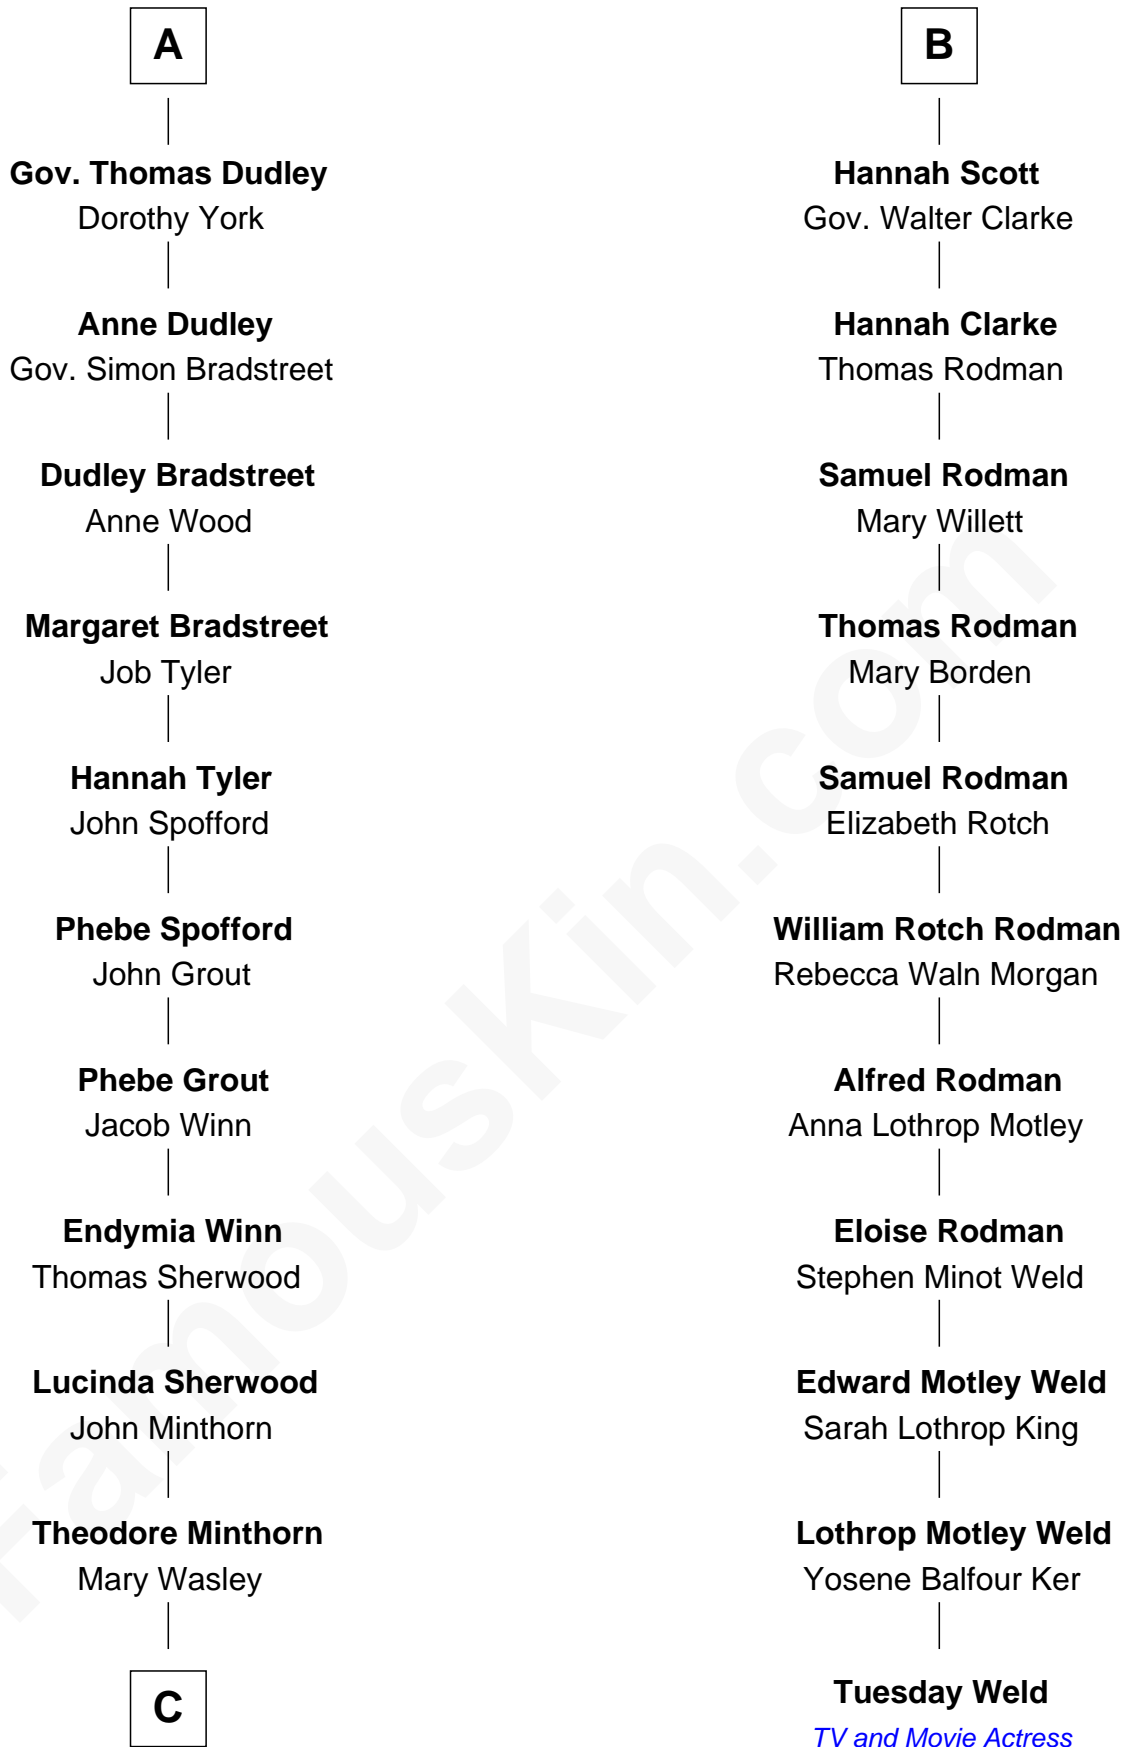 A
Gov. Thomas Dudley
Dorothy York
Anne Dudley
Gov. Simon Bradstreet
Dudley Bradstreet
Anne Wood
Margaret Bradstreet
Job Tyler
Hannah Tyler
John Spofford
Phebe Spofford
John Grout
Phebe Grout
Jacob Winn
Endymia Winn
Thomas Sherwood
Lucinda Sherwood
John Minthorn
Theodore Minthorn
Mary Wasley
C
B
Hannah Scott
Gov. Walter Clarke
Hannah Clarke
Thomas Rodman
Samuel Rodman
Mary Willett
Thomas Rodman
Mary Borden
Samuel Rodman
Elizabeth Rotch
William Rotch Rodman
Rebecca Waln Morgan
Alfred Rodman
Anna Lothrop Motley
Eloise Rodman
Stephen Minot Weld
Edward Motley Weld
Sarah Lothrop King
Lothrop Motley Weld
Yosene Balfour Ker
Tuesday Weld
TV and Movie Actress
FamousKin.com